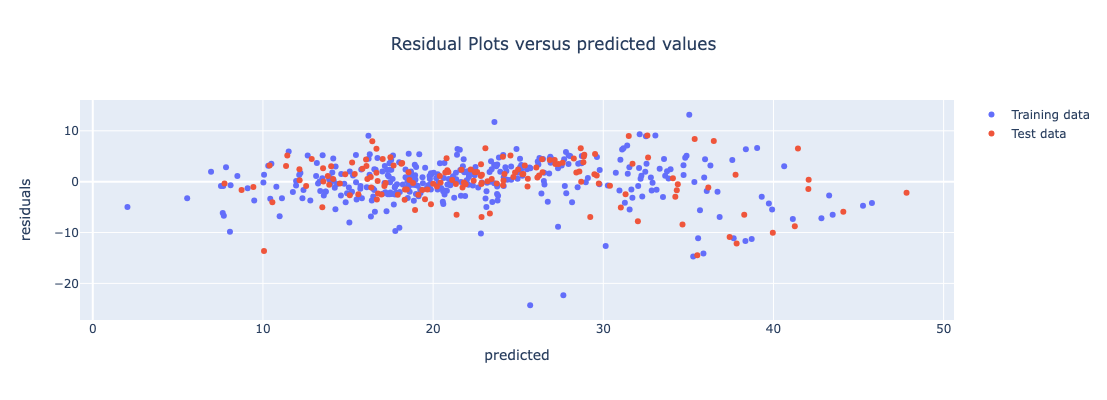 Residual Plots versus predicted values
Training data
Test data
10
0
−10
−20
residuals
0
10
20
30
40
50
predicted